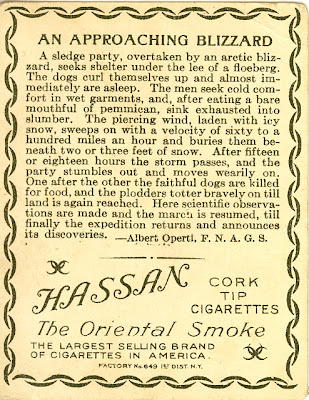 AN APPROACHING BLIZZARD
A sledge party, overtaken by an arctic bliz-
zard, seeks shelter under the lee of a floeberg.
The dogs curl themselves up and almost im-
mediately are asleep. The men seek cold com-
fort in wet garments, and, after eating a bare
mouthful of pemmican, sink exhausted into
slumber. The piercing wind, laden with icy
snow, sweeps on with a velocity of sixty to a
hundred miles an hour and buries them be-
neath two or three feet of snow. After fifteen
or eighteen hours the storm passes, and the
party stumbles out and moves wearily on.
One after the other the faithful dogs are killed
for food, and the plodders totter bravely on till
land is again reached. Here scientific observa-
tions are made and the march is resumed, till
finally the expedition returns and announces
its discoveries. —Albert Operti, F. N. A. G. S.
HASSAN
CORK
TIP
CIGARETTES
The Oriental Smoke
THE LARGEST SELLING BRAND
OF CIGARETTES IN AMERICA.
FACTORY No. 649 1ST DIST. N.Y.